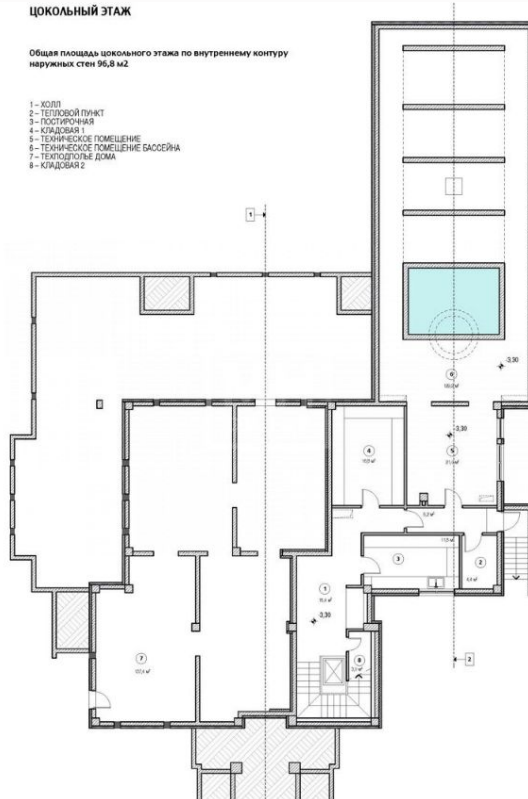 ЦОКОЛЬНЫЙ ЭТАЖ
Общая площадь цокольного этажа по внутреннему контуру
наружных стен 96,8 м2
1 – ХОЛЛ
2 – ТЕПЛОВОЙ ПУНКТ
3 – ПОСТИРОЧНАЯ
4 – КЛАДОВАЯ 1
5 – ТЕХНИЧЕСКОЕ ПОМЕЩЕНИЕ
6 – ТЕХНИЧЕСКОЕ ПОМЕЩЕНИЕ БАССЕЙНА
7 – ТЕХПОДПОЛЬЕ ДОМА
8 – КЛАДОВАЯ 2
1
-3,30
6
-3,30
4
5
3
2
1
-3,30
7
8
2